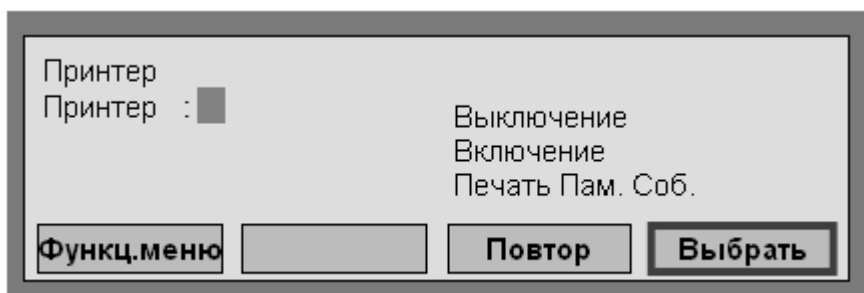 Принтер
Принтер :
Выключение
Включение
Печать Пам. Соб.
Функц.меню
Повтор
Выбрать